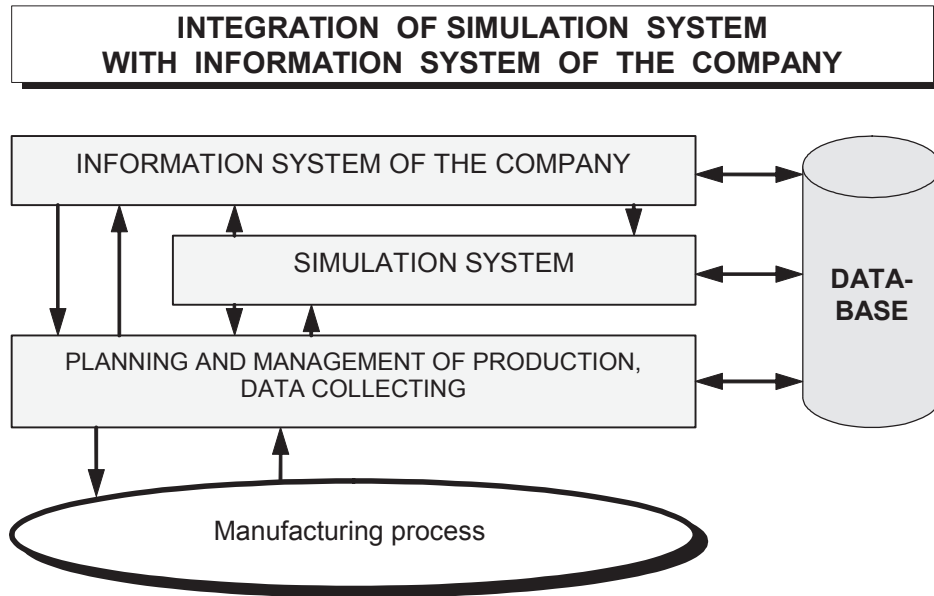 INTEGRATION OF SIMULATION SYSTEM
WITH INFORMATION SYSTEM OF THE COMPANY
INFORMATION SYSTEM OF THE COMPANY
SIMULATION SYSTEM
DATA-
BASE
PLANNING AND MANAGEMENT OF PRODUCTION,
DATA COLLECTING
Manufacturing process